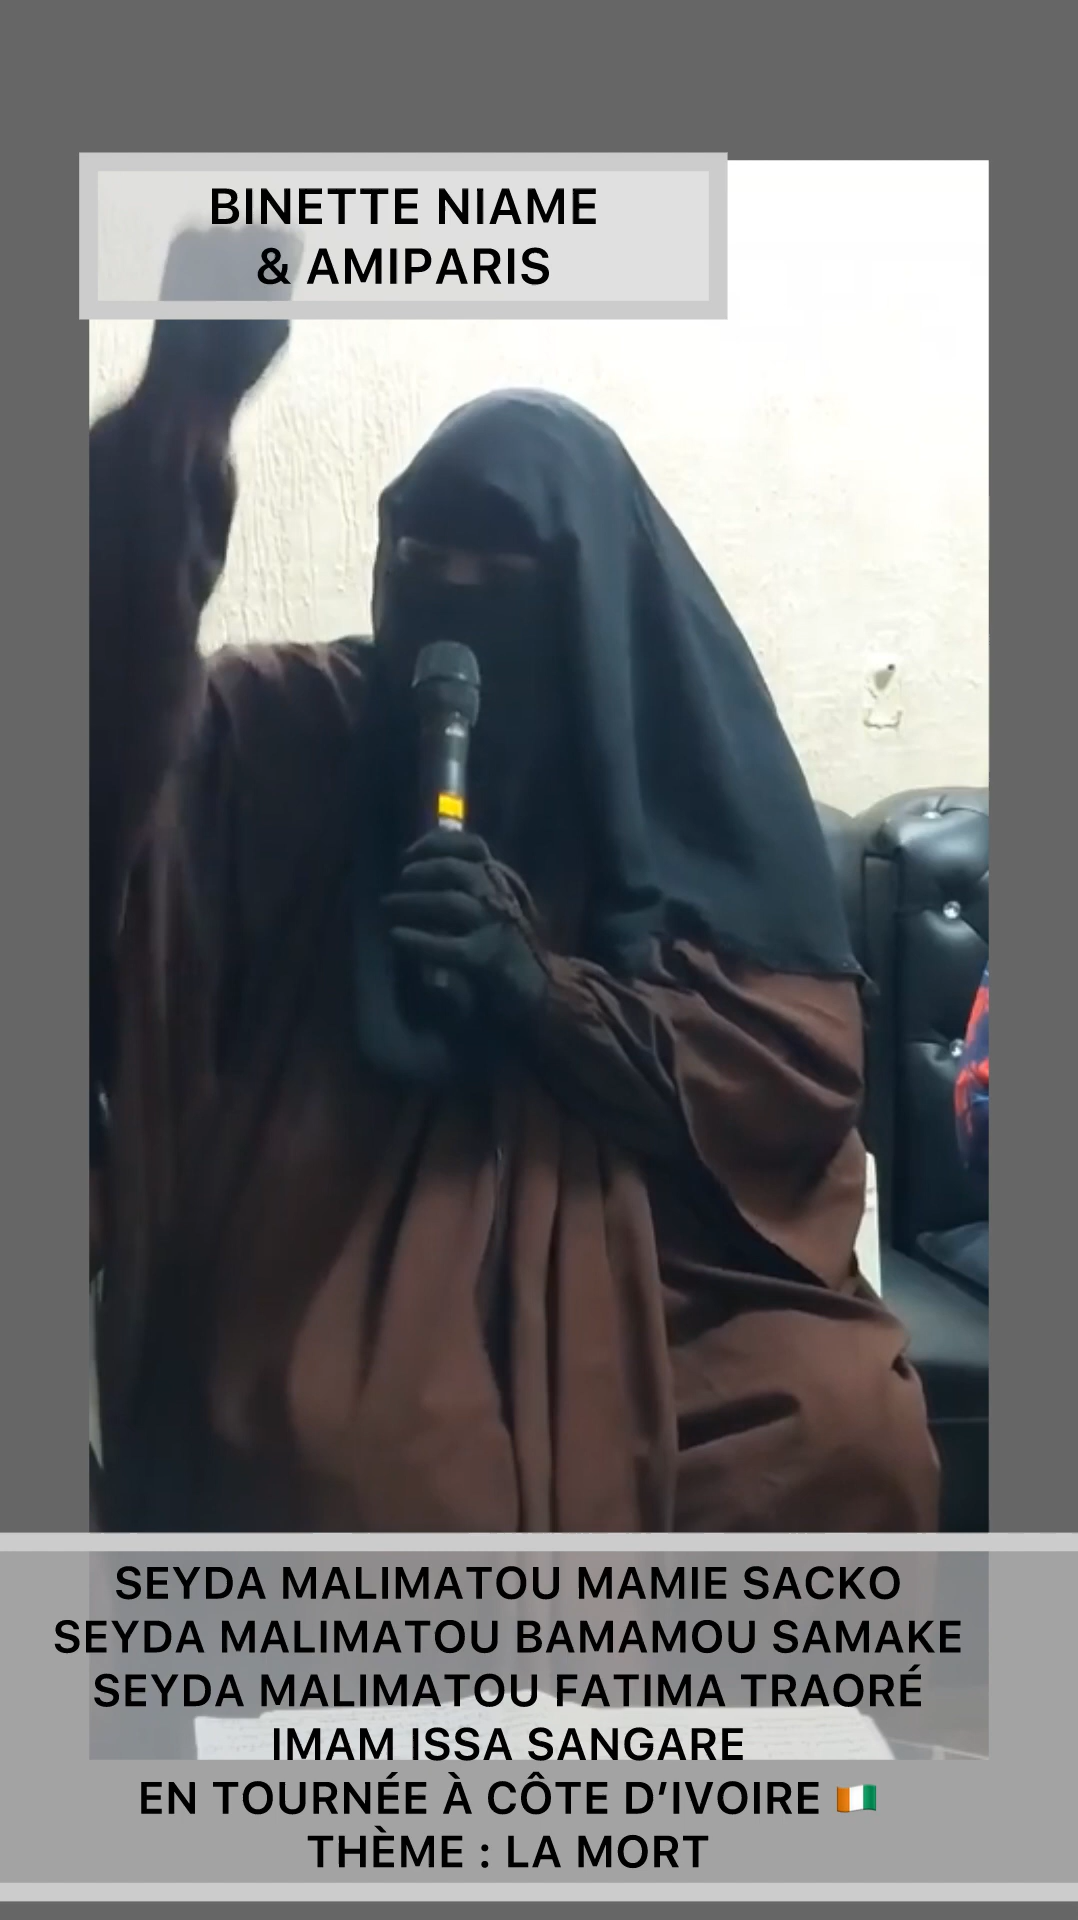 BINETTE NIAME
& AMIPARIS
SEYDA MALIMATOU MAMIE SACKO
SEYDA MALIMATOU BAMAMOU SAMAKE
SEYDA MALIMATOU FATIMA TRAORÉ
IMAM ISSA SANGARE
EN TOURNÉE À CÔTE D’IVOIRE 🇨🇮
THÈME : LA MORT